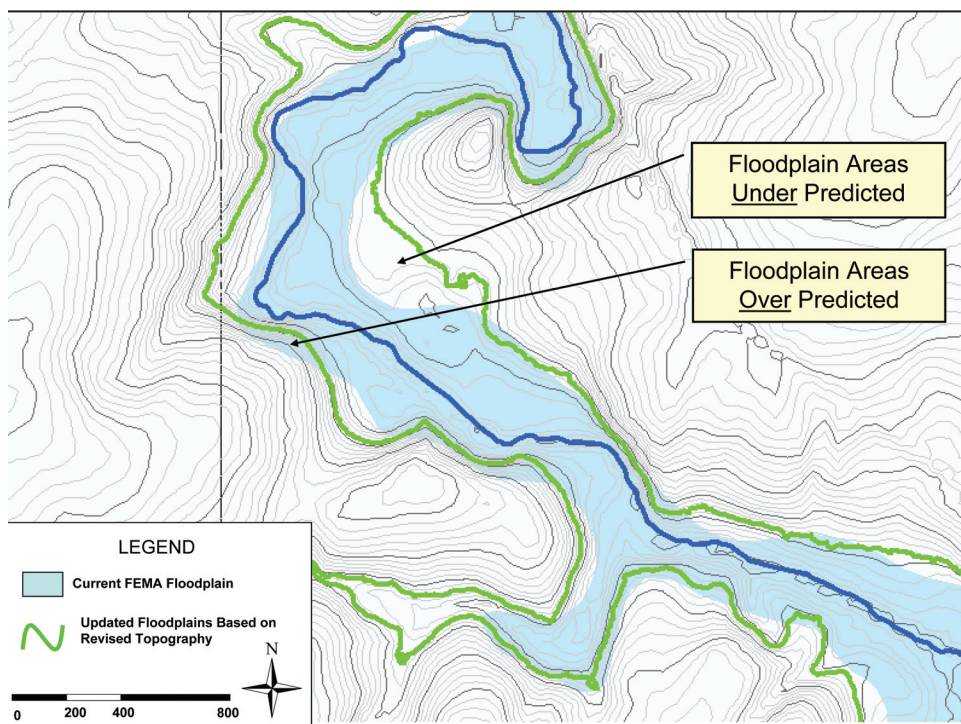 Floodplain Areas
Under Predicted
Floodplain Areas
Over Predicted
LEGEND
Current FEMA Floodplain
Updated Floodplains Based on
Revised Topography
N
0 200 400 800